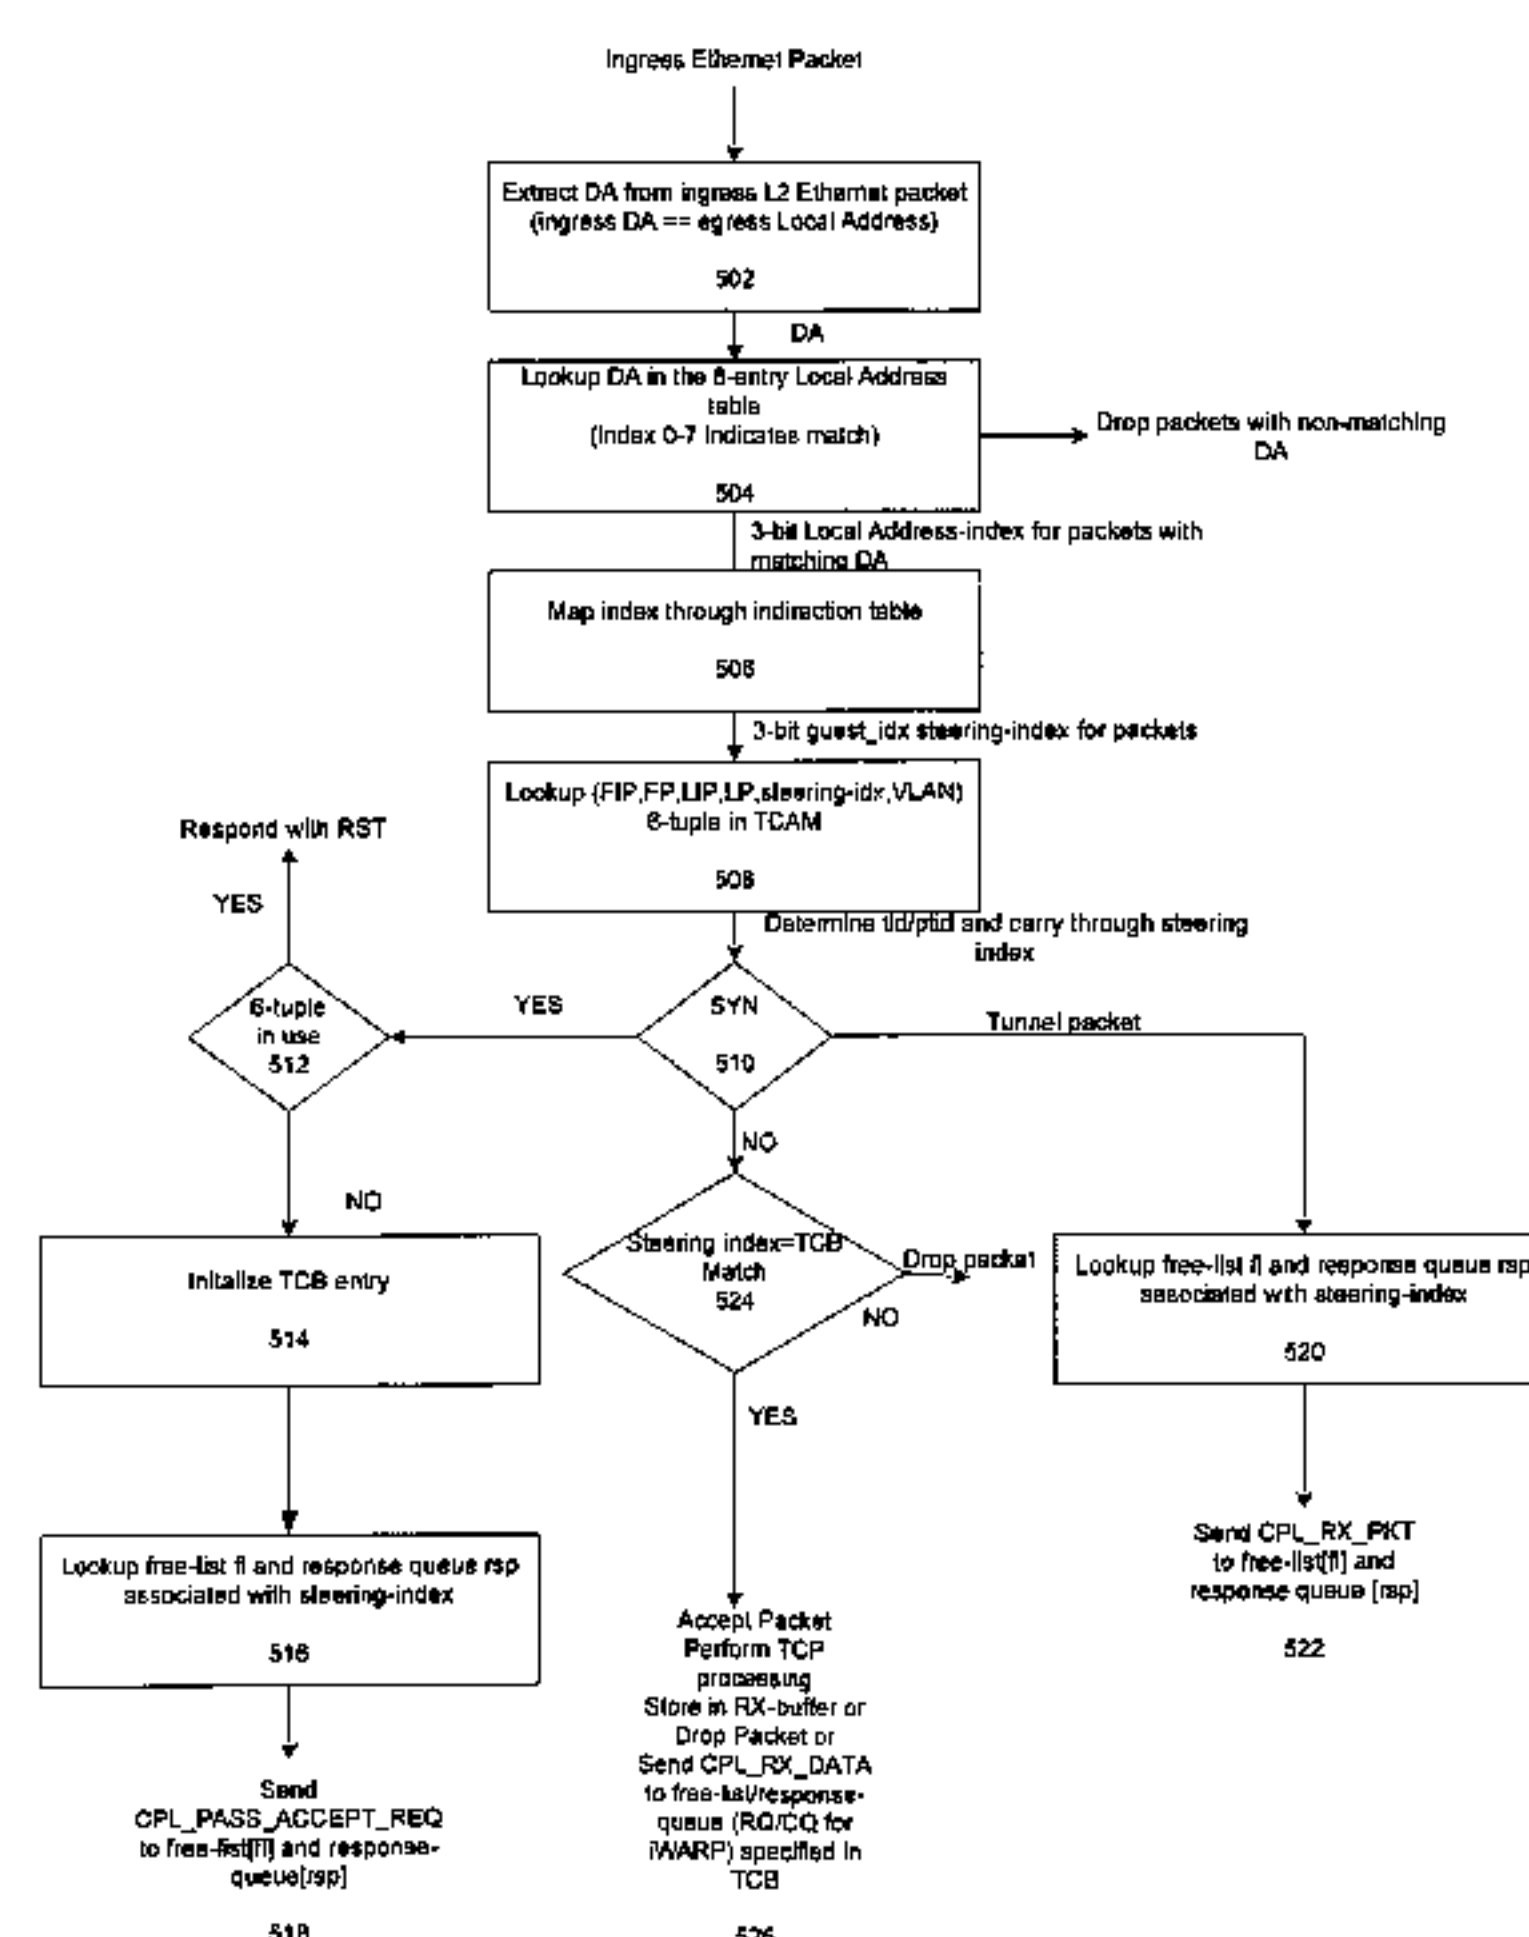 Ingress Ethernet Packet
Extract DA from ingress L2 Ethernet packet
(ingress DA == egress Local Address)
502
DA
Lookup DA in the 8-entry Local Address
table
(Index 0-7 Indicates match)
504
Drop packets with non-matching
DA
3-bit Local Address-index for packets with
matching DA
Map index through indirection table
506
3-bit guest_idx steering-index for packets
Lookup (FIP,FP,LIP,LP,steering-idx,VLAN)
6-tuple in TCAM
508
Respond with RST
YES
Determine tid/ptid and carry through steering
index
6-tuple
in use
512
YES
SYN
510
Tunnel packet
NO
NO
Initalize TCB entry
514
Steering index=TCB
Match
524
Drop packet
NO
Lookup free-list fl and response queue rsp
associated with steering-index
520
YES
Lookup free-list fl and response queue rsp
associated with steering-index
516
Send CPL_RX_PKT
to free-list[fl] and
response queue [rsp]
522
Accept Packet
Perform TCP
processing
Store in RX-buffer or
Drop Packet or
Send CPL_RX_DATA
to free-list/response-
queue (RQ/CQ for
iWARP) specified in
TCB
526
Send
CPL_PASS_ACCEPT_REQ
to free-list[fl] and response-
queue[rsp]
518